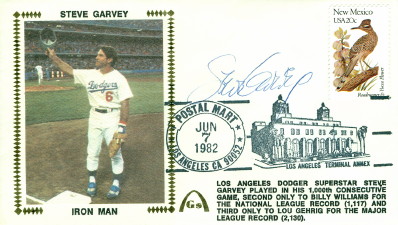 STEVE GARVEY
Dodgers
6
IRON MAN
Steve Garvey
New Mexico
USA 20c
POSTAL MART
JUN
7
1982
LOS ANGELES CA 90052
LOS ANGELES TERMINAL ANNEX
GS
LOS ANGELES DODGER SUPERSTAR STEVE
GARVEY PLAYED IN HIS 1,000th CONSECUTIVE
GAME, SECOND ONLY TO BILLY WILLIAMS FOR
THE NATIONAL LEAGUE RECORD (1,117) AND
THIRD ONLY TO LOU GEHRIG FOR THE MAJOR
LEAGUE RECORD (2,130).